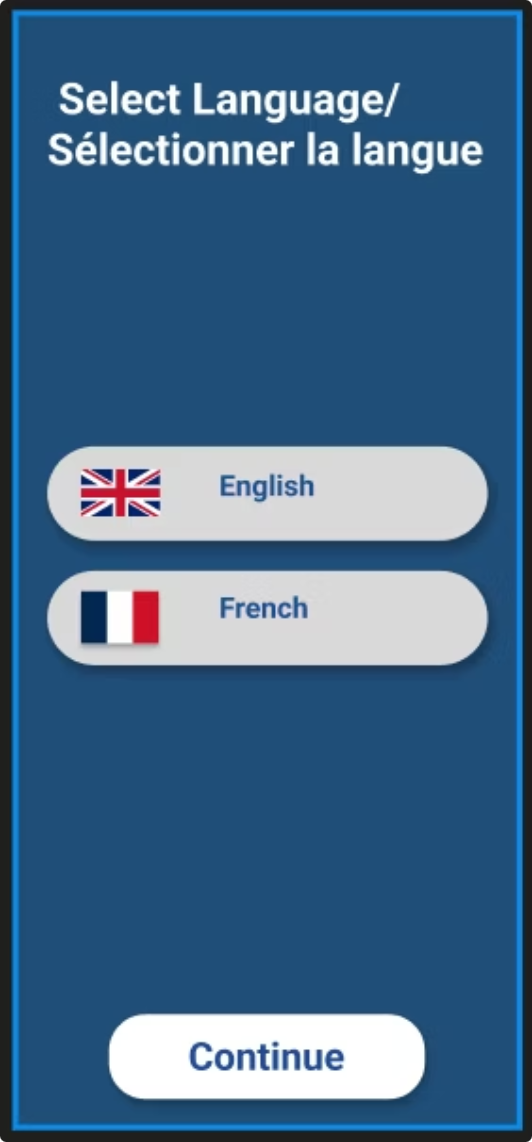 Select Language/
Sélectionner la langue
English
French
Continue